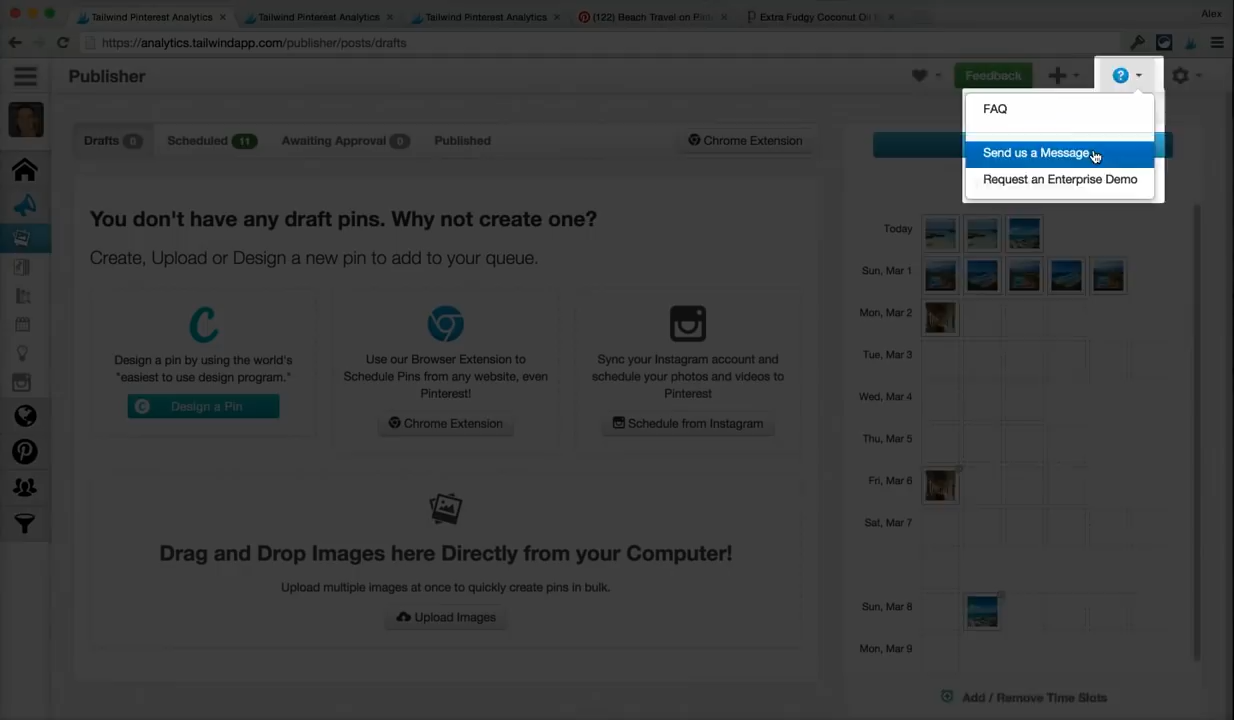 Tailwind Pinterest Analytics
Tailwind Pinterest Analytics
Tailwind Pinterest Analytics
(122) Beach Travel on Pint
Extra Fudgy Coconut Oil
Alex
https://analytics.tailwindapp.com/publisher/posts/drafts
Publisher
Feedback
FAQ
Send us a Message
Request an Enterprise Demo
Drafts 0
Scheduled 11
Awaiting Approval 0
Published
Chrome Extension
You don't have any draft pins. Why not create one?
Create, Upload or Design a new pin to add to your queue.
Design a pin by using the world's
"easiest to use design program."
Design a Pin
Use our Browser Extension to
Schedule Pins from any website, even
Pinterest!
Chrome Extension
Sync your Instagram account and
schedule your photos and videos to
Pinterest
Schedule from Instagram
Drag and Drop Images here Directly from your Computer!
Upload multiple images at once to quickly create pins in bulk.
Upload Images
Today
Sun, Mar 1
Mon, Mar 2
Tue, Mar 3
Wed, Mar 4
Thu, Mar 5
Fri, Mar 6
Sat, Mar 7
Sun, Mar 8
Mon, Mar 9
Add / Remove Time Slots